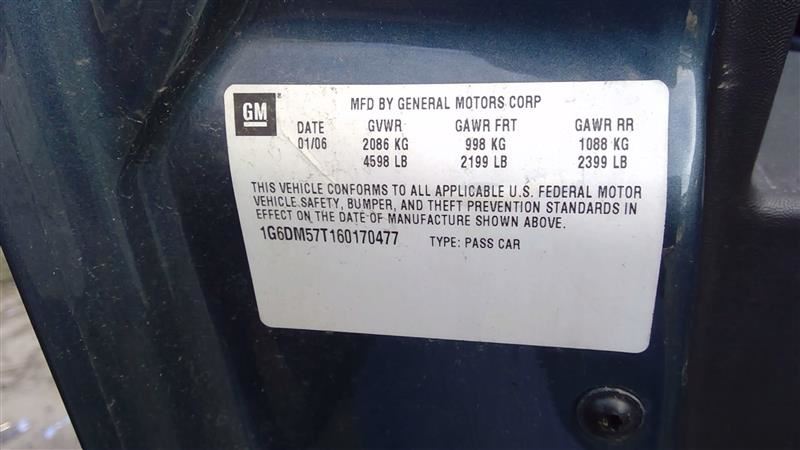 GM MFD BY GENERAL MOTORS CORP
DATE GVWR GAWR FRT GAWR RR
01/06 2086 KG 998 KG 1088 KG
4598 LB 2199 LB 2399 LB
THIS VEHICLE CONFORMS TO ALL APPLICABLE U.S. FEDERAL MOTOR
VEHICLE SAFETY, BUMPER, AND THEFT PREVENTION STANDARDS IN
EFFECT ON THE DATE OF MANUFACTURE SHOWN ABOVE.
1G6DM57T160170477 TYPE: PASS CAR